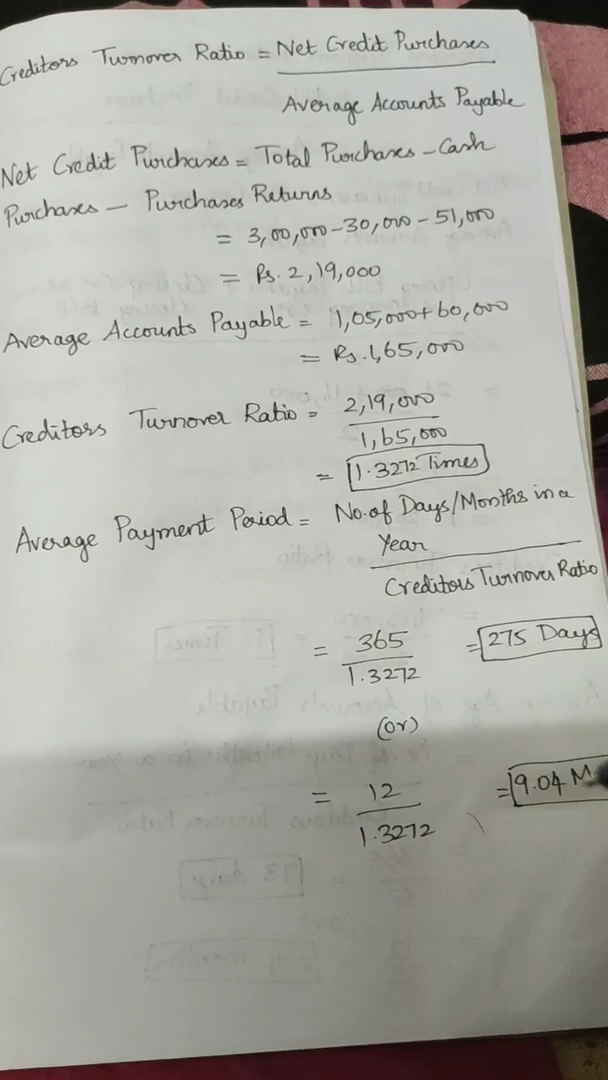 Creditors Turnover Ratio = Net Credit Purchases
Average Accounts Payable
Net Credit Purchases = Total Purchases - Cash
Purchases - Purchases Returns
= 3,00,000 - 30,000 - 51,000
= Rs. 2,19,000
Average Accounts Payable = 1,05,000 + 60,000
= Rs. 1,65,000
Creditors Turnover Ratio = 2,19,000
1,65,000
= 1.3272 Times
Average Payment Period = No. of Days/Months in a
Year
Creditors Turnover Ratio
= 365 = 275 Days
1.3272
(or)
= 12 = 9.04 M
1.3272